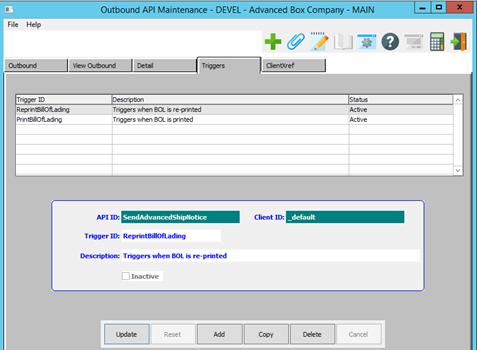 Outbound API Maintenance - DEVEL - Advanced Box Company - MAIN
File Help
Outbound View Outbound Detail Triggers ClientXref
Trigger ID Description Status
ReprintBillOfLading Triggers when BOL is re-printed Active
PrintBillOfLading Triggers when BOL is printed Active
API ID: SendAdvancedShipNotice Client ID: _default
Trigger ID: ReprintBillOfLading
Description: Triggers when BOL is re-printed
Inactive
Update Reset Add Copy Delete Cancel